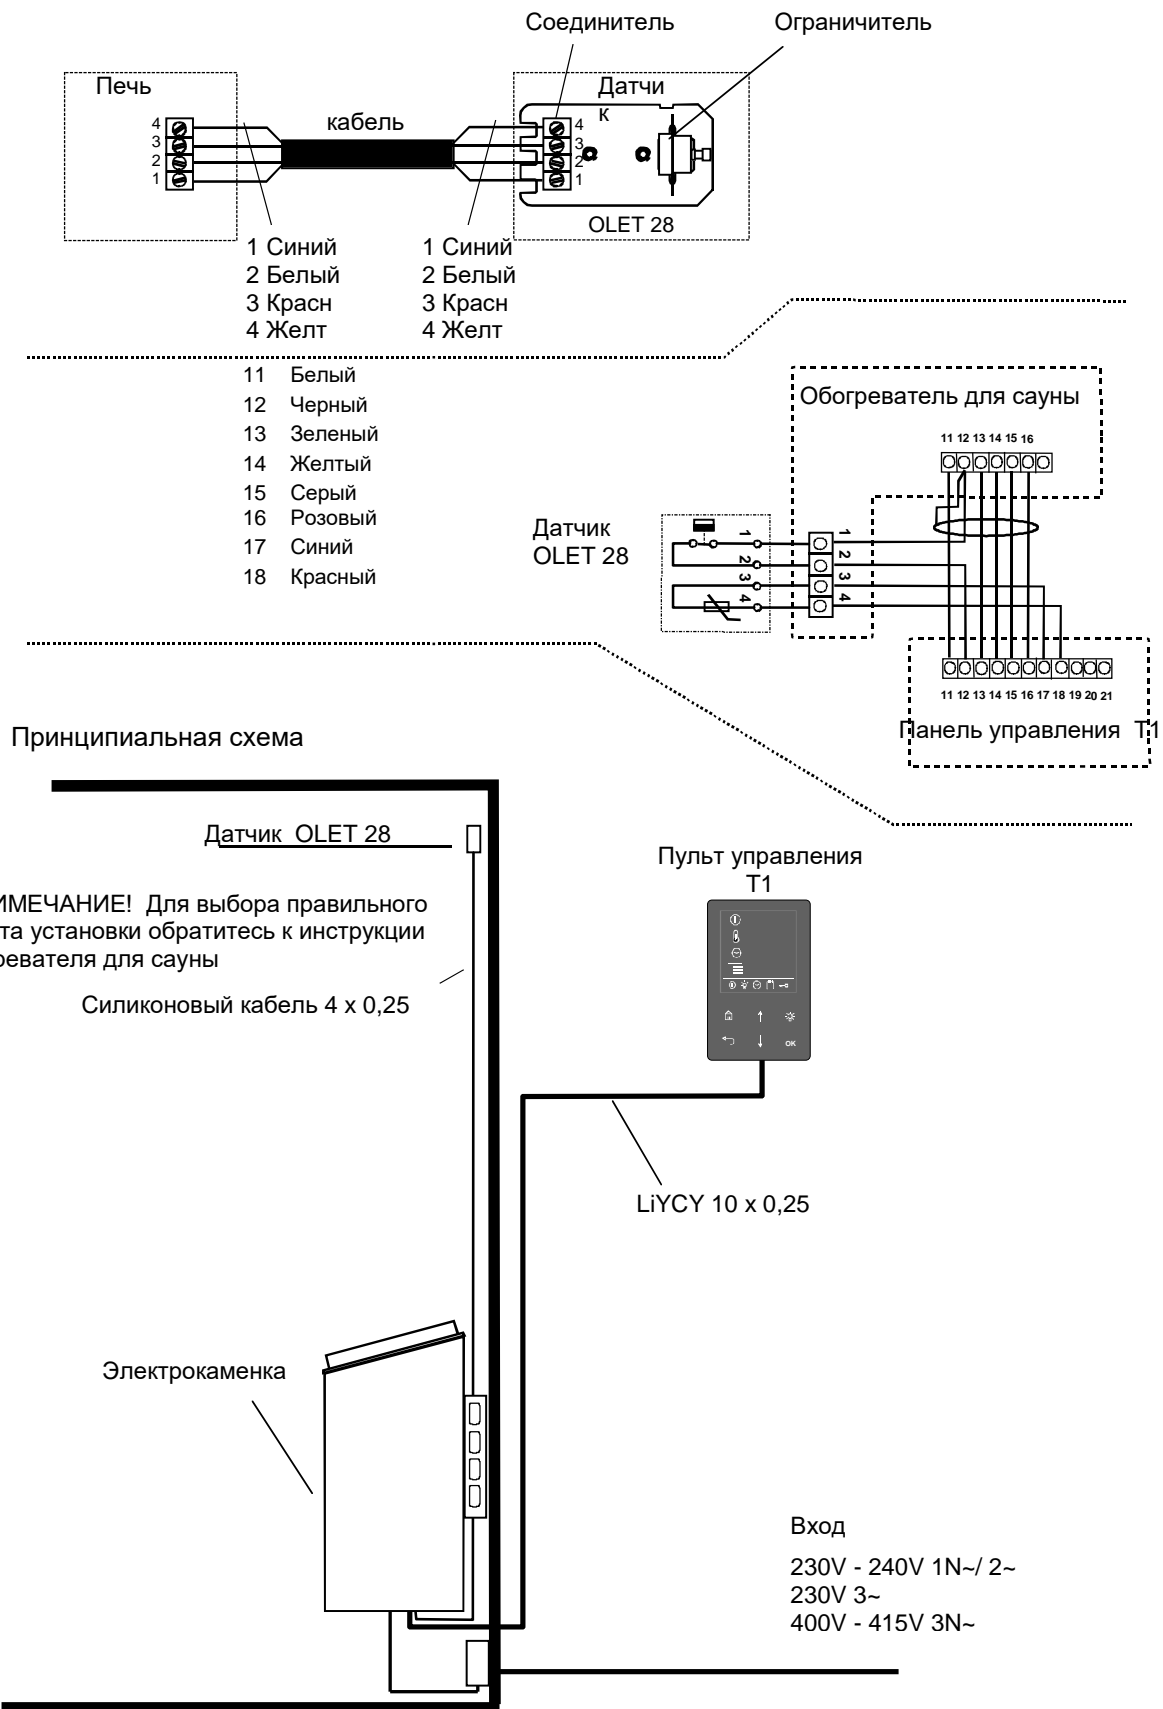 Соединитель
Ограничитель
Печь
Датчи
к
кабель
4
3
2
1
4
3
2
1
OLET 28
1 Синий
2 Белый
3 Красн
4 Желт
1 Синий
2 Белый
3 Красн
4 Желт
11 Белый
12 Черный
13 Зеленый
14 Желтый
15 Серый
16 Розовый
17 Синий
18 Красный
Обогреватель для сауны
11 12 13 14 15 16
Датчик
OLET 28
1
2
3
4
1
2
3
4
11 12 13 14 15 16 17 18 19 20 21
Панель управления T1
Принципиальная схема
Датчик OLET 28
ИМЕЧАНИЕ! Для выбора правильного
та установки обратитесь к инструкции
ревателя для сауны
Силиконовый кабель 4 x 0,25
Пульт управления
T1
OK
LiYCY 10 x 0,25
Электрокаменка
Вход
230V - 240V 1N~/ 2~
230V 3~
400V - 415V 3N~